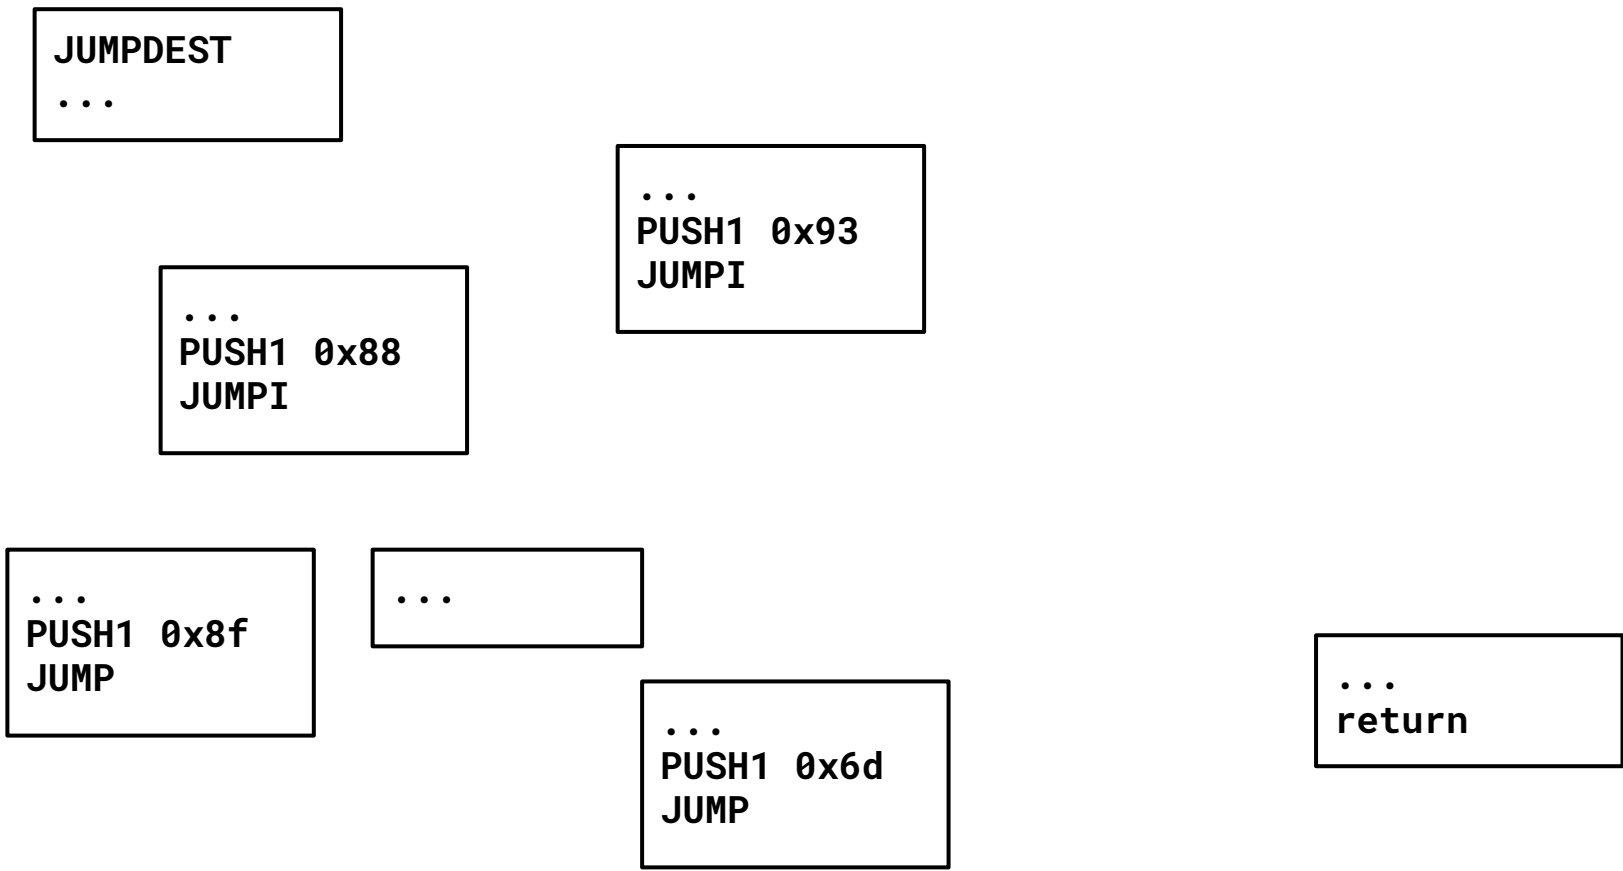 JUMPDEST
...
...
PUSH1 0x93
JUMPI
...
PUSH1 0x88
JUMPI
...
PUSH1 0x8f
JUMP
...
...
PUSH1 0x6d
JUMP
...
return